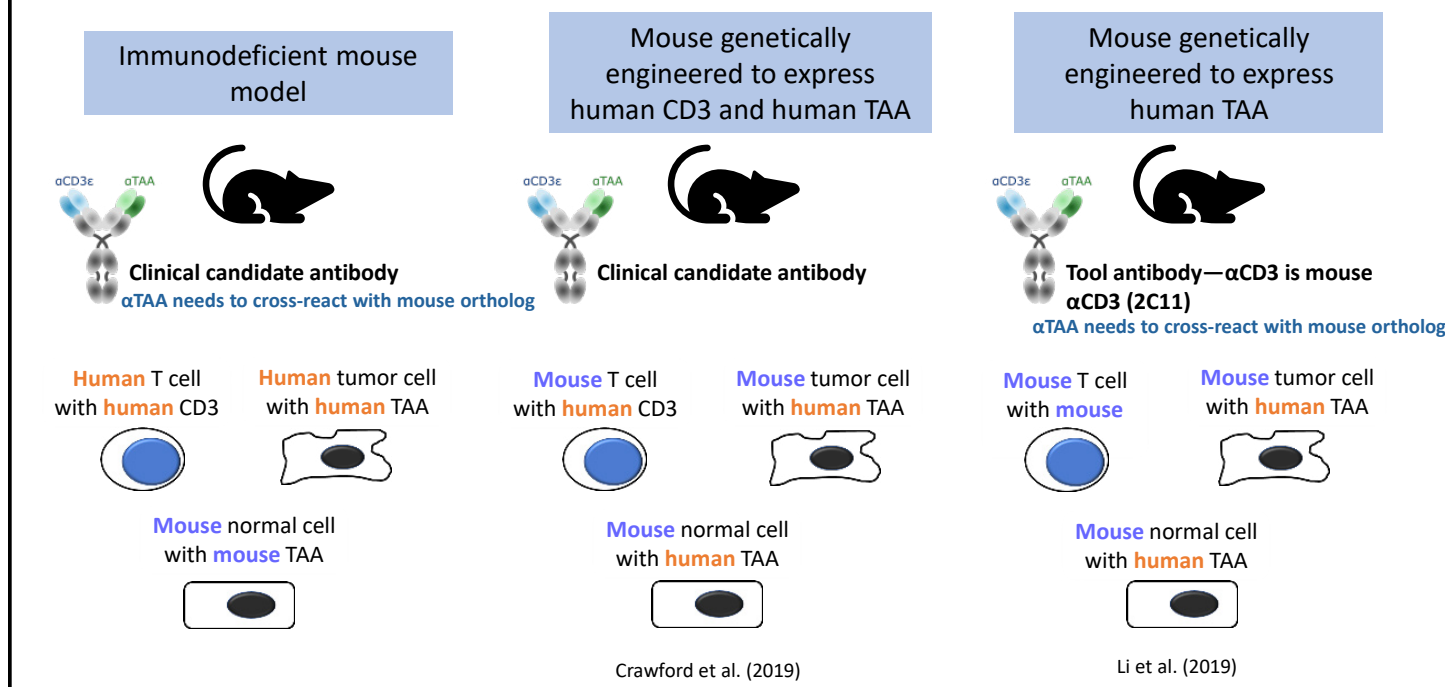 Immunodeficient mouse
model
αCD3ε
αTAA
Clinical candidate antibody
αTAA needs to cross-react with mouse ortholog
Human T cell
with human CD3
Human tumor cell
with human TAA
Mouse normal cell
with mouse TAA
Mouse genetically
engineered to express
human CD3 and human TAA
αCD3ε
αTAA
Clinical candidate antibody
Mouse T cell
with human CD3
Mouse tumor cell
with human TAA
Mouse normal cell
with human TAA
Crawford et al. (2019)
Mouse genetically
engineered to express
human TAA
αCD3ε
αTAA
Tool antibody—αCD3 is mouse
αCD3 (2C11)
αTAA needs to cross-react with mouse ortholog
Mouse T cell
with mouse
Mouse tumor cell
with human TAA
Mouse normal cell
with human TAA
Li et al. (2019)